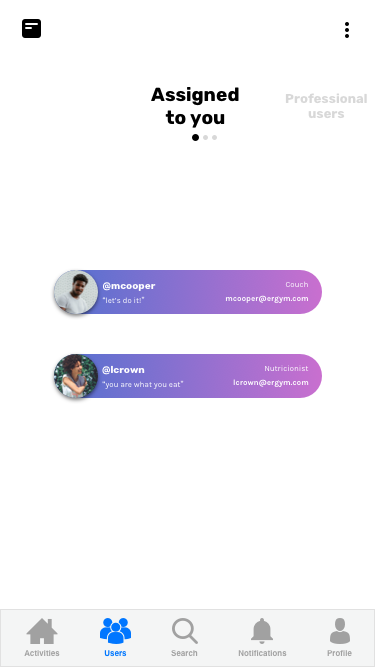 Assigned
to you
Professional
users
@mcooper
"let's do it!"
Couch
mcooper@ergym.com
@lcrown
"you are what you eat"
Nutricionist
lcrown@ergym.com
Activities
Users
Search
Notifications
Profile